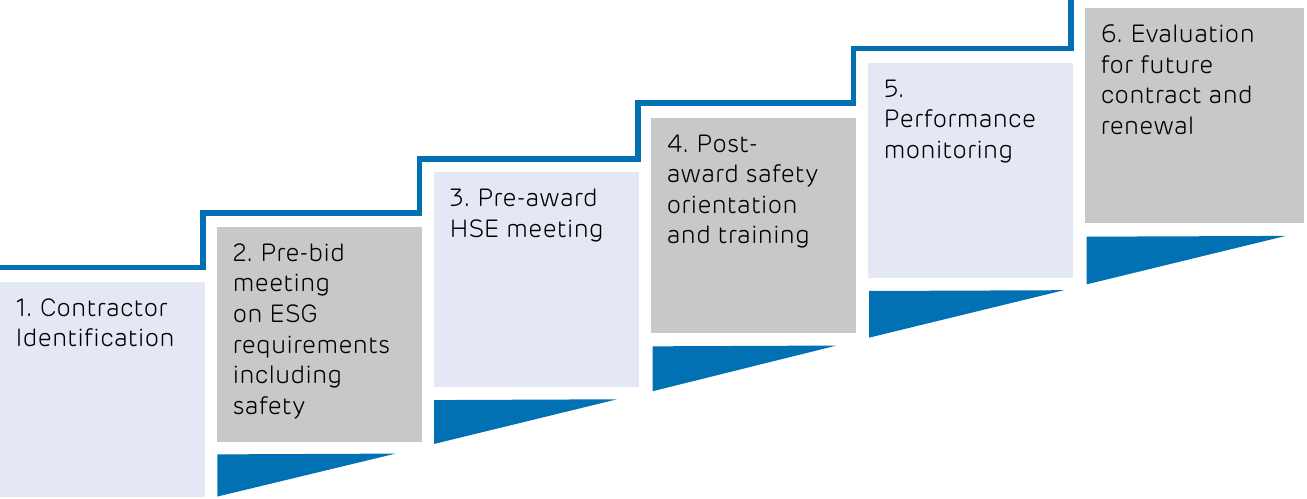 1. Contractor
Identification
2. Pre-bid
meeting
on ESG
requirements
including
safety
3. Pre-award
HSE meeting
4. Post-
award safety
orientation
and training
5.
Performance
monitoring
6. Evaluation
for future
contract and
renewal